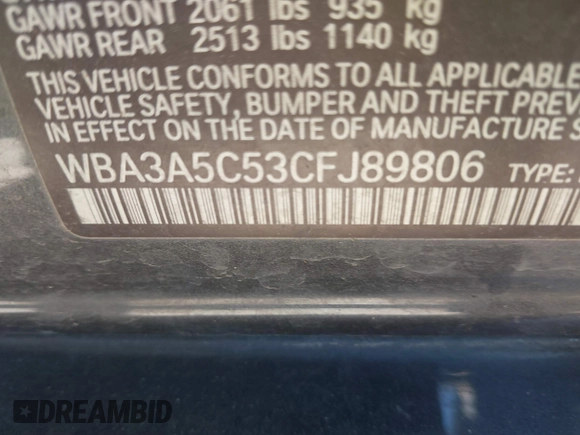 GAWR FRONT 2061 lbs 935 kg
GAWR REAR 2513 lbs 1140 kg
THIS VEHICLE CONFORMS TO ALL APPLICABLE
VEHICLE SAFETY, BUMPER AND THEFT PREV
IN EFFECT ON THE DATE OF MANUFACTURE S
WBA3A5C53CFJ89806 TYPE:
DREAMBID